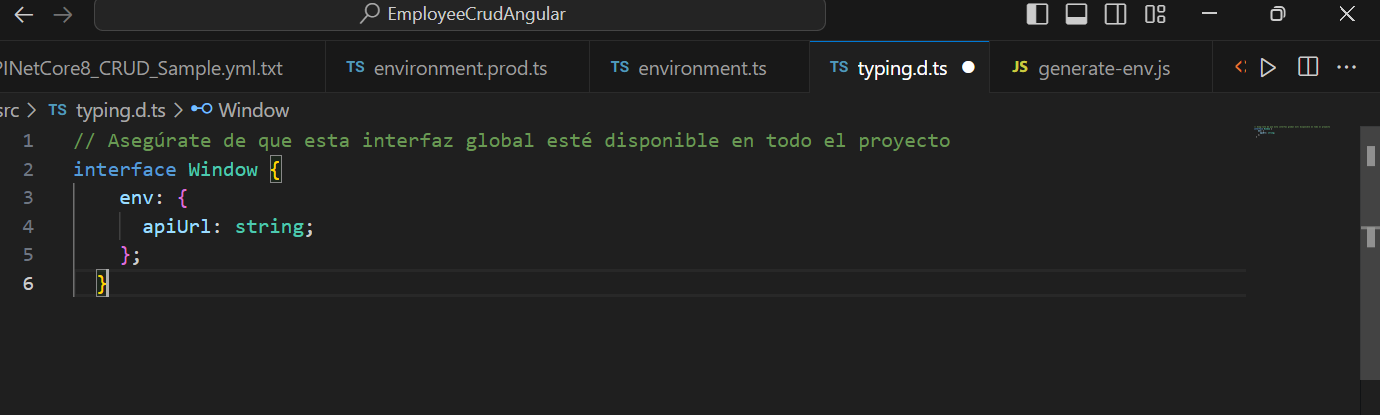 EmployeeCrudAngular
PINetCore8_CRUD_Sample.yml.txt
TS environment.prod.ts
TS environment.ts
TS typing.d.ts
JS generate-env.js
src > TS typing.d.ts > Window
1 // Asegúrate de que esta interfaz global esté disponible en todo el proyecto
2 interface Window {
3 env: {
4 apiUrl: string;
5 };
6 }